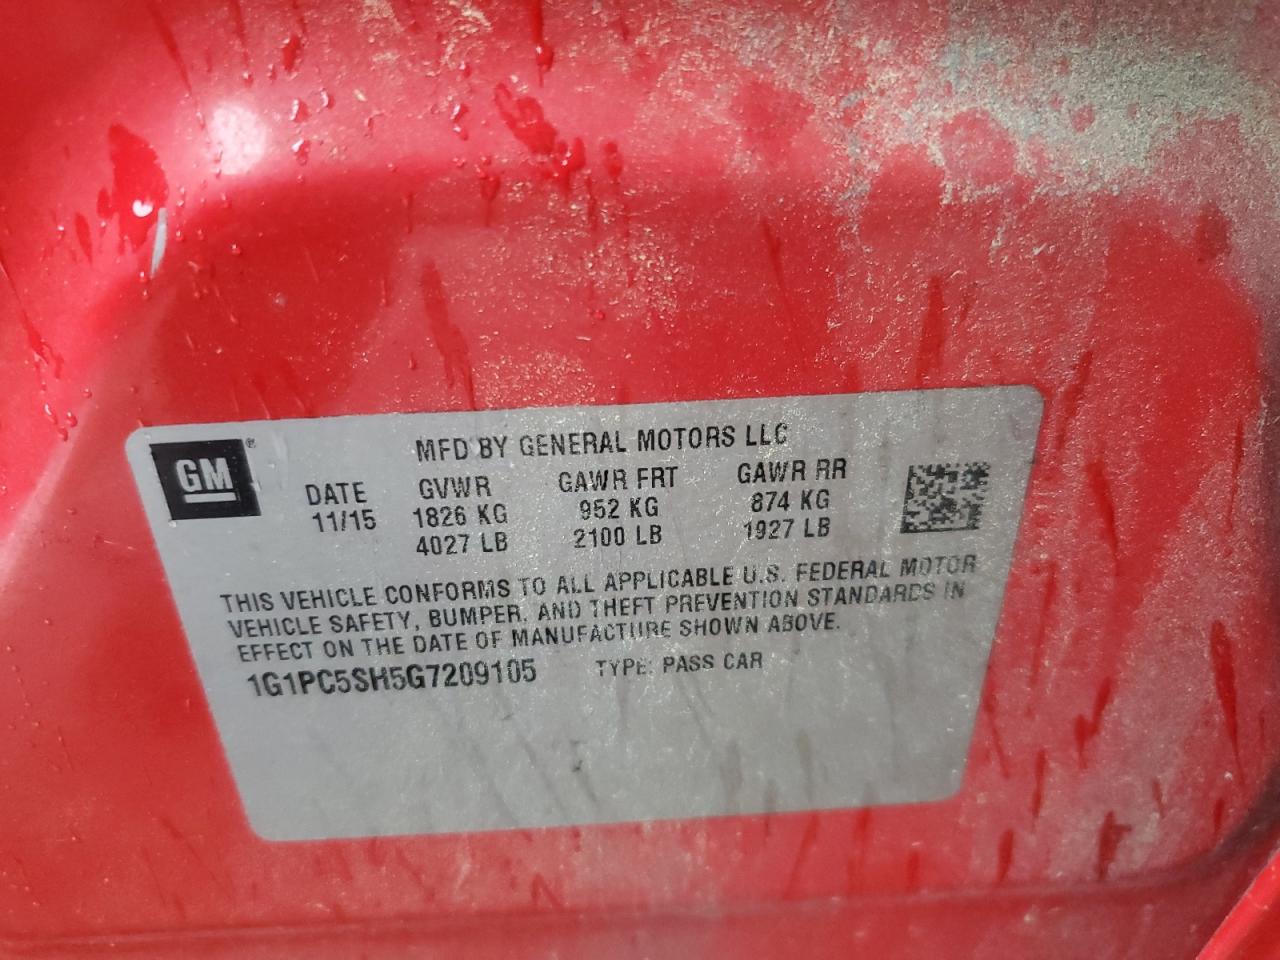 GM®
MFD BY GENERAL MOTORS LLC
DATE GVWR GAWR FRT GAWR RR
11/15 1826 KG 952 KG 874 KG
4027 LB 2100 LB 1927 LB
THIS VEHICLE CONFORMS TO ALL APPLICABLE U.S. FEDERAL MOTOR
VEHICLE SAFETY, BUMPER, AND THEFT PREVENTION STANDARDS IN
EFFECT ON THE DATE OF MANUFACTURE SHOWN ABOVE.
1G1PC5SH5G7209105 TYPE: PASS CAR